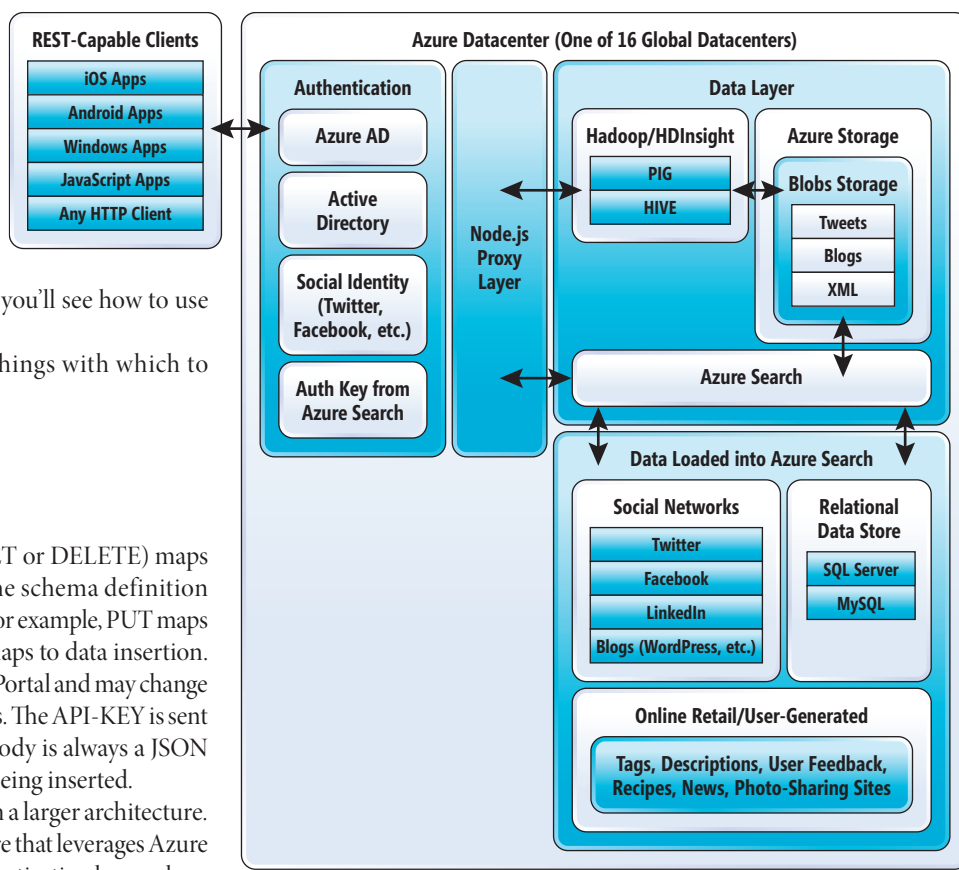 REST-Capable Clients
iOS Apps
Android Apps
Windows Apps
JavaScript Apps
Any HTTP Client
you'll see how to use
hings with which to
T or DELETE) maps
ne schema definition
or example, PUT maps
aps to data insertion.
Portal and may change
s. The API-KEY is sent
ody is always a JSON
eing inserted.
n a larger architecture.
re that leverages Azure
Azure Datacenter (One of 16 Global Datacenters)
Authentication
Azure AD
Active
Directory
Social Identity
(Twitter,
Facebook, etc.)
Auth Key from
Azure Search
Node.js
Proxy
Layer
Data Layer
Hadoop/HDInsight
PIG
HIVE
Azure Storage
Blobs Storage
Tweets
Blogs
XML
Azure Search
Data Loaded into Azure Search
Social Networks
Twitter
Facebook
LinkedIn
Blogs (WordPress, etc.)
Relational
Data Store
SQL Server
MySQL
Online Retail/User-Generated
Tags, Descriptions, User Feedback,
Recipes, News, Photo-Sharing Sites